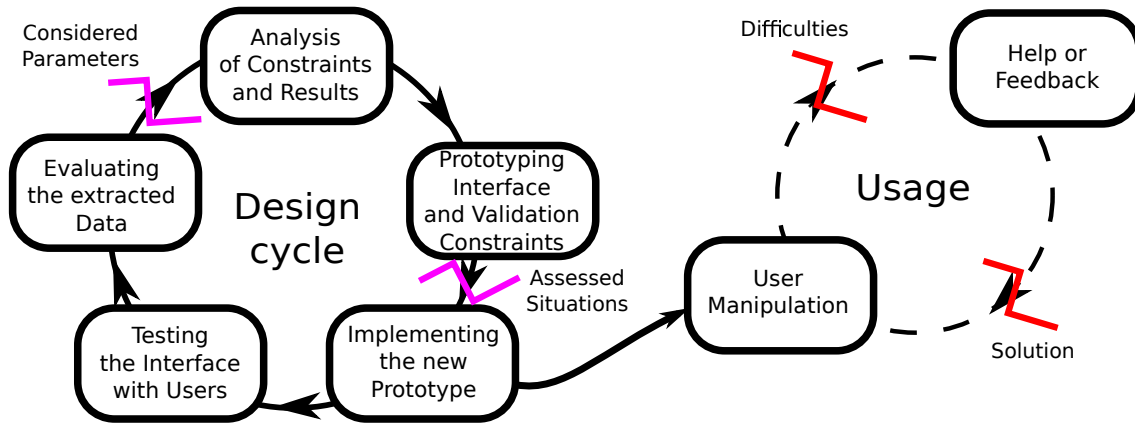 Considered
Parameters
Analysis
of Constraints
and Results
Prototyping
Interface
and Validation
Constraints
Assessed
Situations
Implementing
the new
Prototype
Testing
the Interface
with Users
Evaluating
the extracted
Data
Design
cycle
Difficulties
Help or
Feedback
Usage
User
Manipulation
Solution